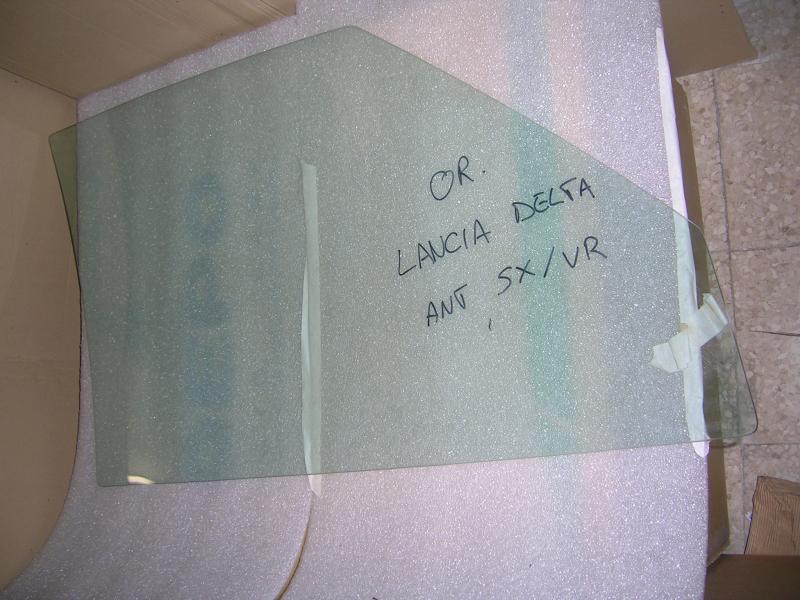 OR.
LANCIA DELTA
ANT SX/VR